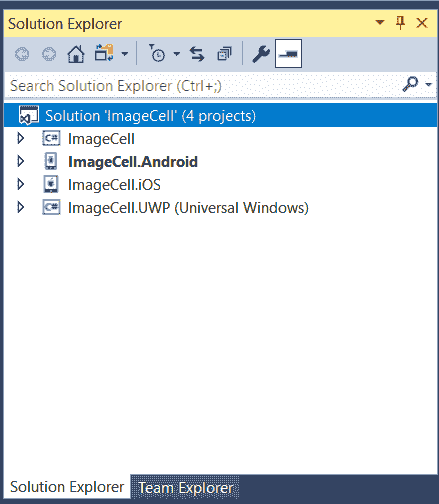 Solution Explorer
Search Solution Explorer (Ctrl+;)
Solution 'ImageCell' (4 projects)
C# ImageCell
ImageCell.Android
ImageCell.iOS
C# ImageCell.UWP (Universal Windows)
Solution Explorer Team Explorer